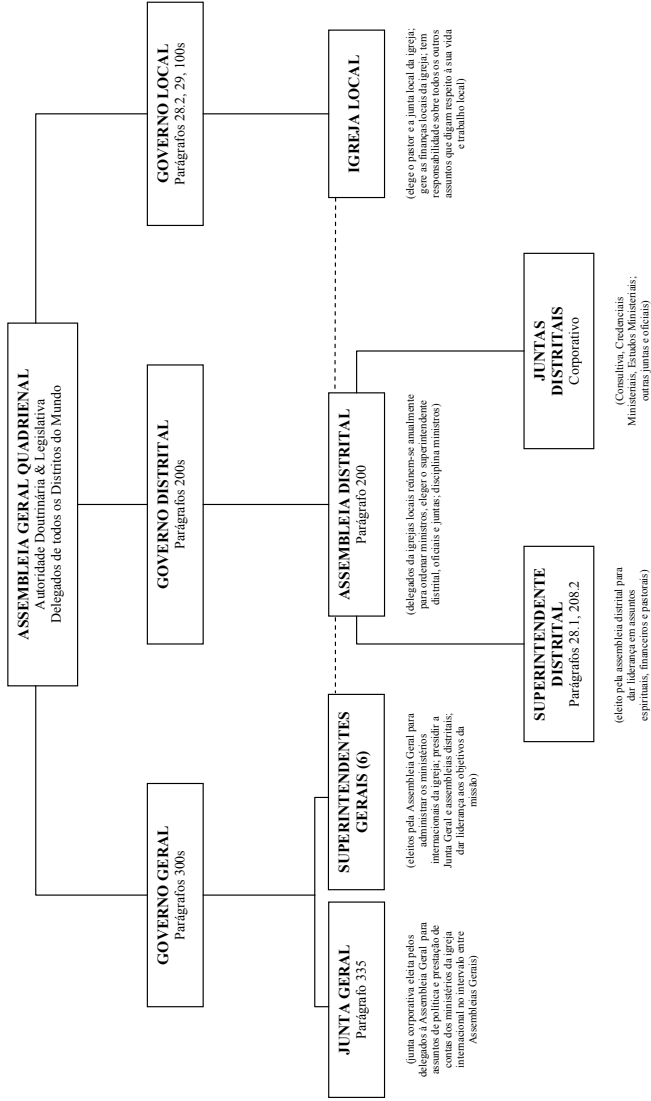 ASSEMBLEIA GERAL QUADRIENAL
Autoridade Doutrinária & Legislativa
Delegados de todos os Distritos do Mundo
GOVERNO GERAL
Parágrafos 300s
GOVERNO DISTRITAL
Parágrafos 200s
GOVERNO LOCAL
Parágrafos 28.2, 29, 100s
JUNTA GERAL
Parágrafo 335
(junta corporativa eleita pelos
delegados à Assembleia Geral para
assuntos de política e prestação de
contas dos ministérios da igreja
internacional no intervalo entre
Assembleias Gerais)
SUPERINTENDENTES
GERAIS (6)
(eleitos pela Assembleia Geral para
administrar os ministérios
internacionais da igreja; presidir a
Junta Geral e assembleias distritais;
dar liderança aos objetivos da
missão)
ASSEMBLEIA DISTRITAL
Parágrafo 200
(delegados da igrejas locais reúnem-se anualmente
para ordenar ministros, eleger o superintendente
distrital, oficiais e juntas; disciplina ministros)
IGREJA LOCAL
(elege o pastor e a junta local da igreja;
gere as finanças locais da igreja; tem
responsabilidade sobre todos os outros
assuntos que digam respeito à sua vida
e trabalho local)
SUPERINTENDENTE
DISTRITAL
Parágrafos 28.1, 208.2
(eleito pela assembleia distrital para
dar liderança em assuntos
espirituais, financeiros e pastorais)
JUNTAS
DISTRITAIS
Corporativo
(Consultiva, Credenciais
Ministeriais, Estudos Ministeriais;
outras juntas e oficiais)